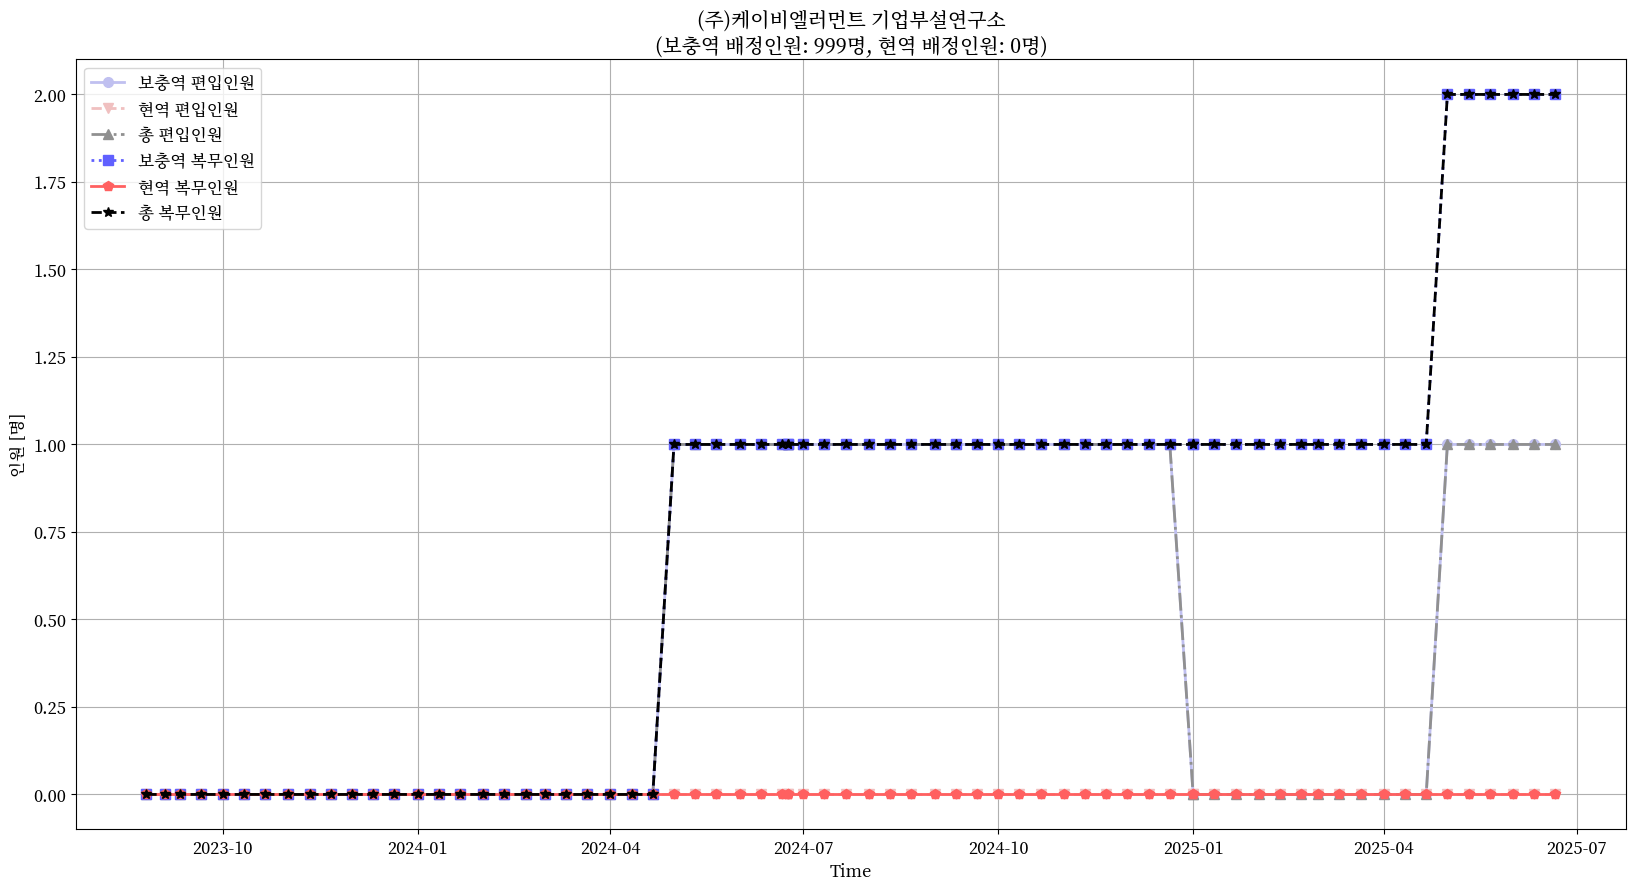 (주)케이비엘러먼트 기업부설연구소
(보충역 배정인원: 999명, 현역 배정인원: 0명)
보충역 편입인원
현역 편입인원
총 편입인원
보충역 복무인원
현역 복무인원
총 복무인원
2.00
1.75
1.50
1.25
1.00
0.75
0.50
0.25
0.00
인원 [명]
2023-10
2024-01
2024-04
2024-07
2024-10
2025-01
2025-04
2025-07
Time